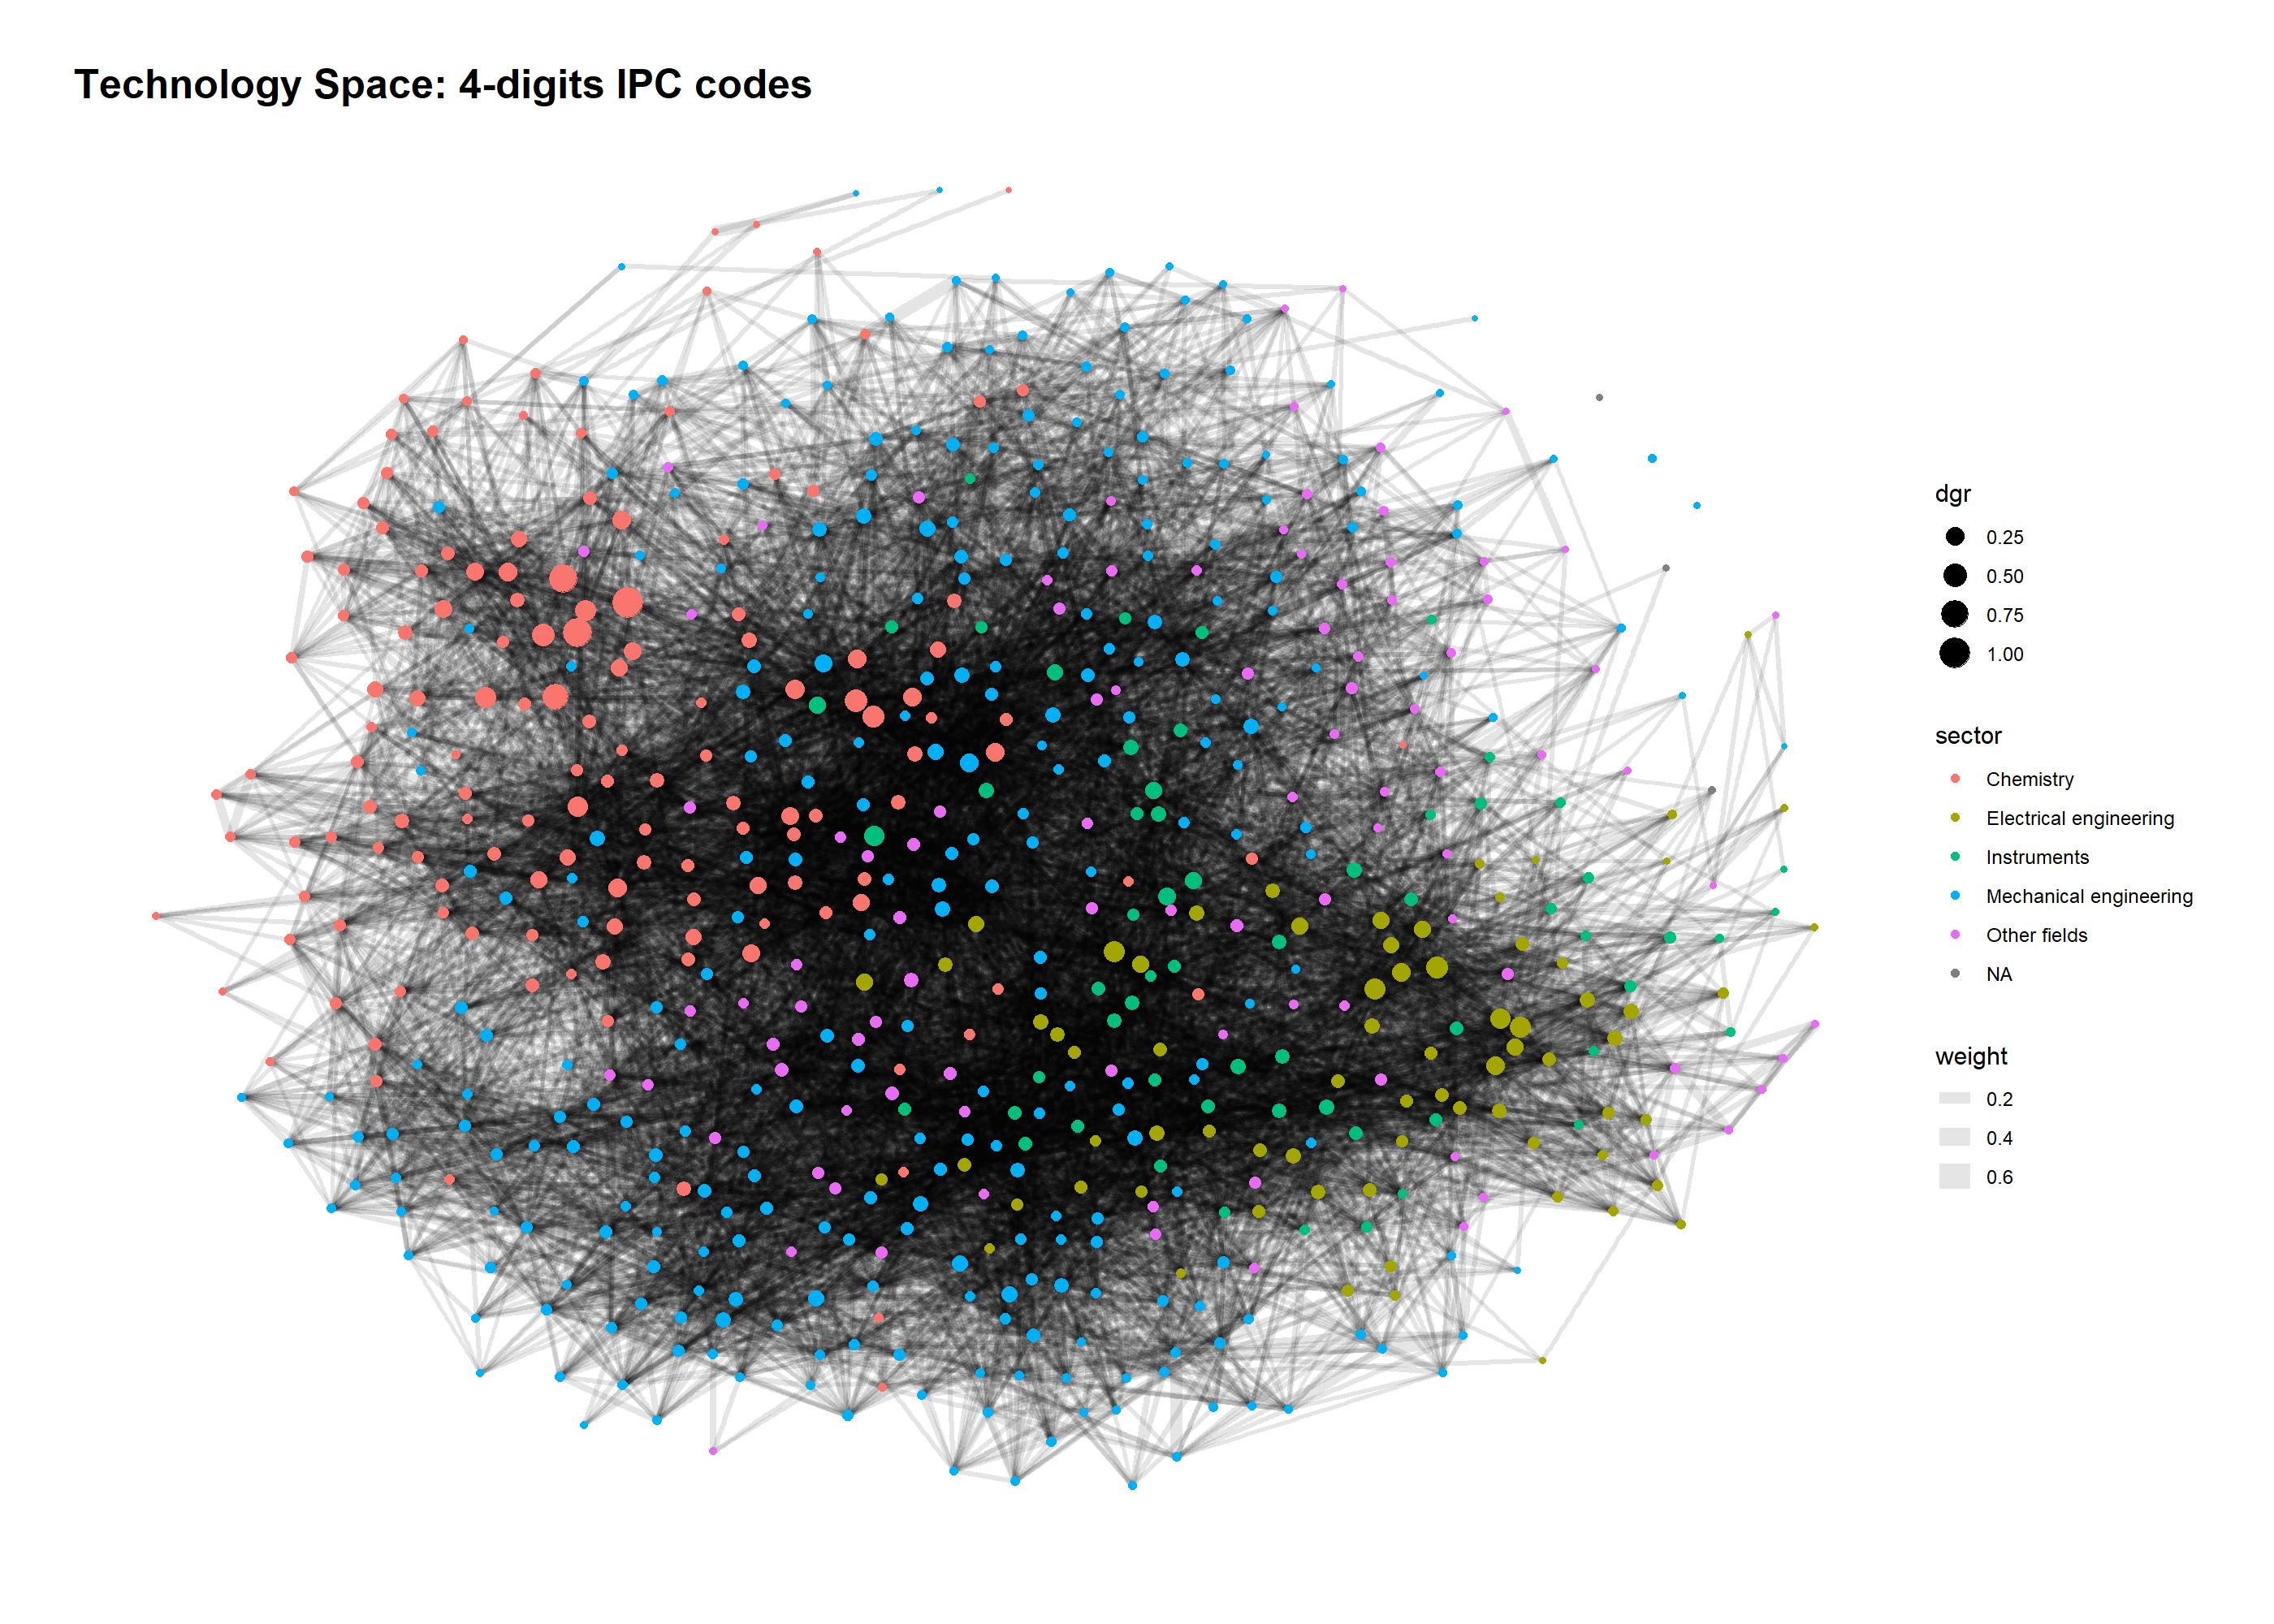 Technology Space: 4-digits IPC codes
dgr
0.25
0.50
0.75
1.00
sector
Chemistry
Electrical engineering
Instruments
Mechanical engineering
Other fields
NA
weight
0.2
0.4
0.6